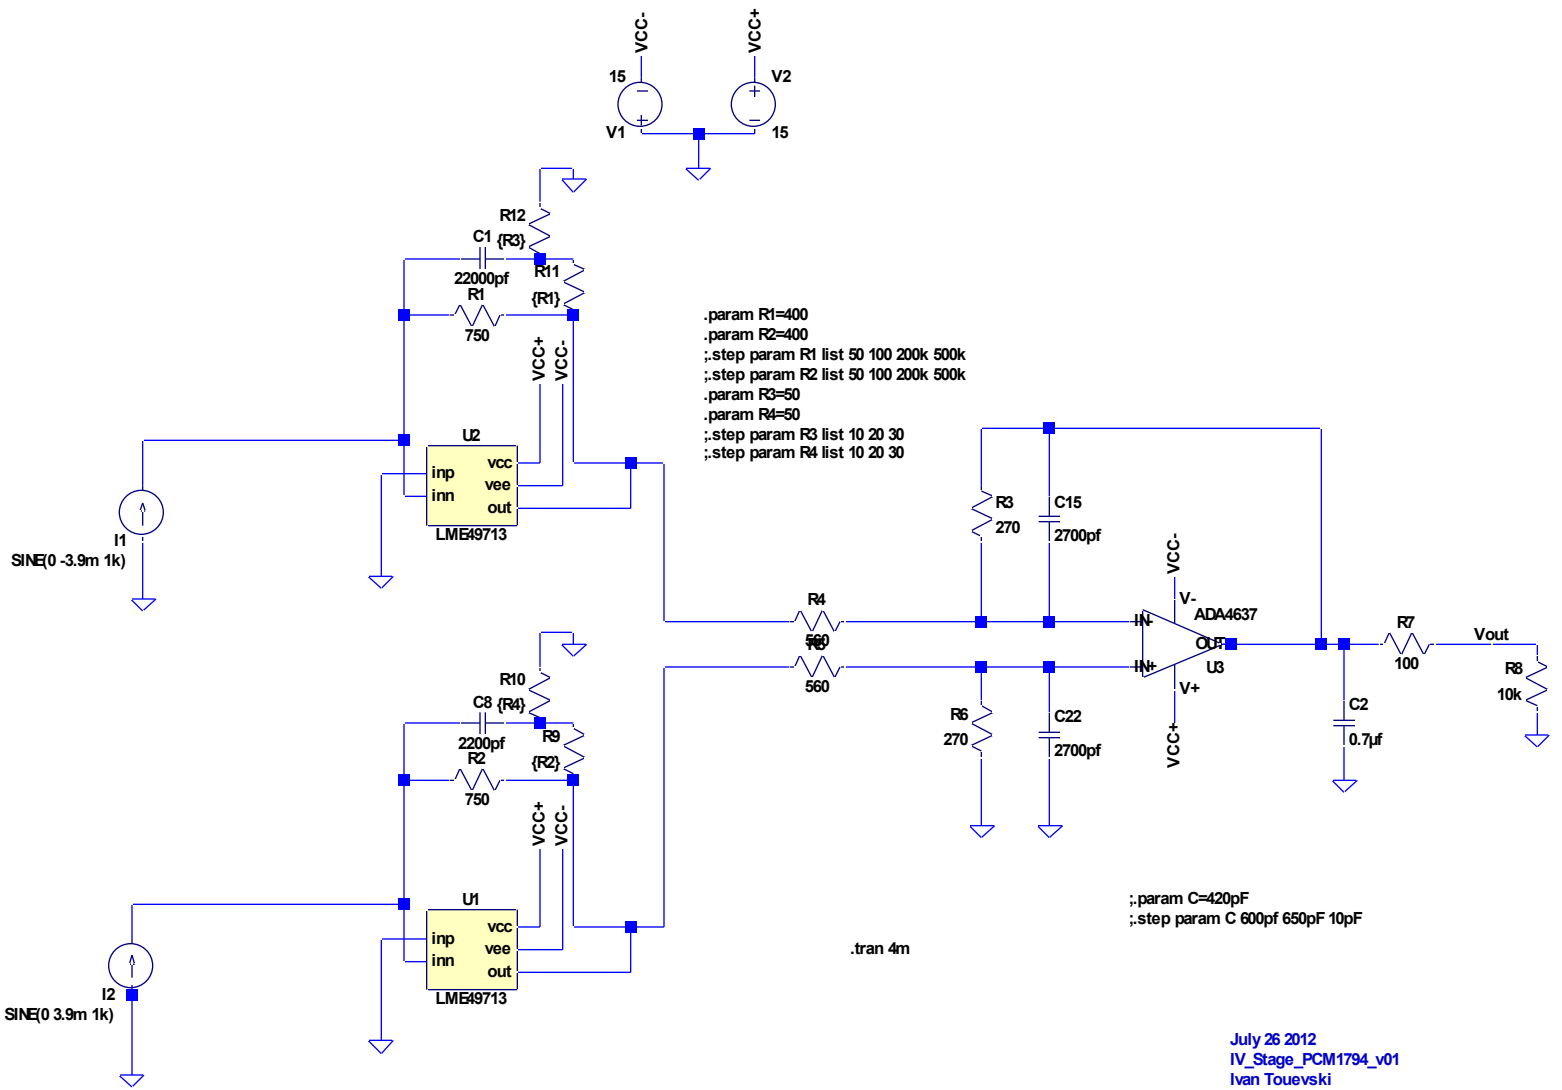 VCC-
VCC+
15
V1
V2
15
R12
{R3}
C1
22000pf
R11
{R1}
R1
750
VCC+
VCC-
U2
inp
inn
vcc
vee
out
LME49713
I1
SINE(0 -3.9m 1k)
.param R1=400
.param R2=400
;.step param R1 list 50 100 200k 500k
;.step param R2 list 50 100 200k 500k
.param R3=50
.param R4=50
;.step param R3 list 10 20 30
;.step param R4 list 10 20 30
R3
270
C15
2700pf
R4
560
R5
560
VCC-
V-
ADA4637
IN-
OUT
IN+
U3
V+
VCC+
R7
100
Vout
R8
10k
C2
0.7µf
R6
270
C22
2700pf
R10
{R4}
C8
2200pf
R9
{R2}
R2
750
VCC+
VCC-
U1
inp
inn
vcc
vee
out
LME49713
I2
SINE(0 3.9m 1k)
.tran 4m
;.param C=420pF
;.step param C 600pf 650pF 10pF
July 26 2012
IV_Stage_PCM1794_v01
Ivan Touevski